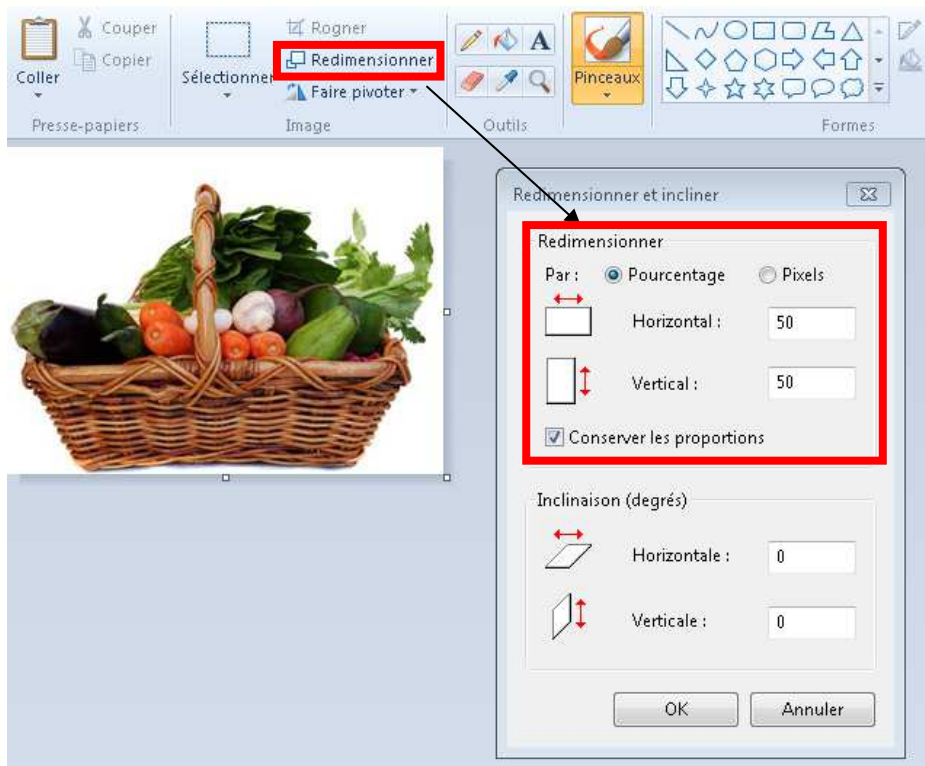 Couper
Copier
Coller
Presse-papiers
Sélectionner
Rogner
Redimensionner
Faire pivoter
Image
A
Outils
Pinceaux
Formes
Redimensionner et incliner
Redimensionner
Par : Pourcentage Pixels
Horizontal : 50
Vertical : 50
Conserver les proportions
Inclinaison (degrés)
Horizontale : 0
Verticale : 0
OK Annuler